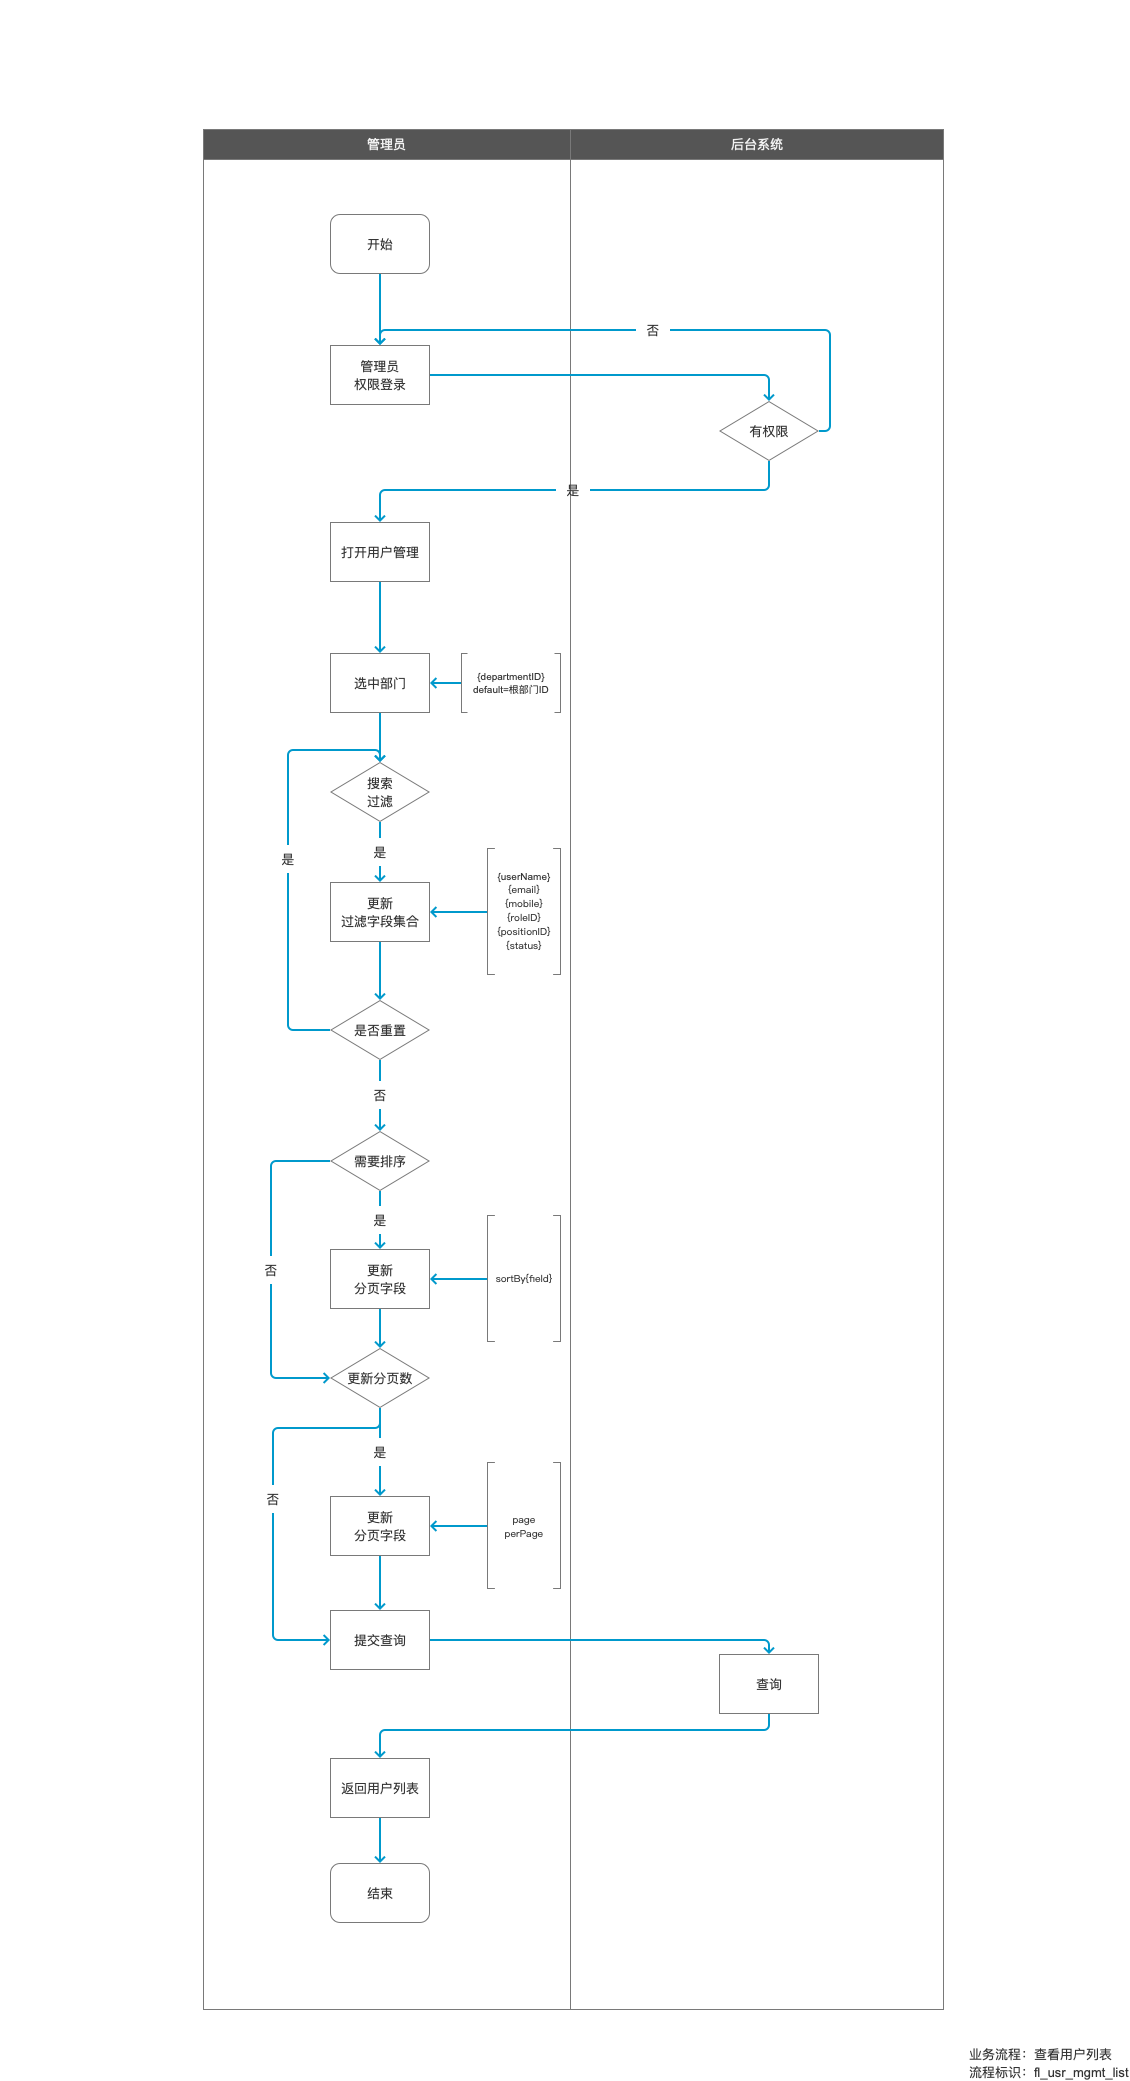 管理员
后台系统
开始
否
管理员
权限登录
有权限
是
打开用户管理
选中部门
{departmentID}
default=根部门ID
搜索
过滤
是
是
更新
过滤字段集合
{userName}
{email}
{mobile}
{roleID}
{positionID}
{status}
是否重置
否
需要排序
是
否
更新
分页字段
sortBy{field}
更新分页数
是
否
更新
分页字段
page
perPage
提交查询
查询
返回用户列表
结束
业务流程：查看用户列表
流程标识：fl_usr_mgmt_list